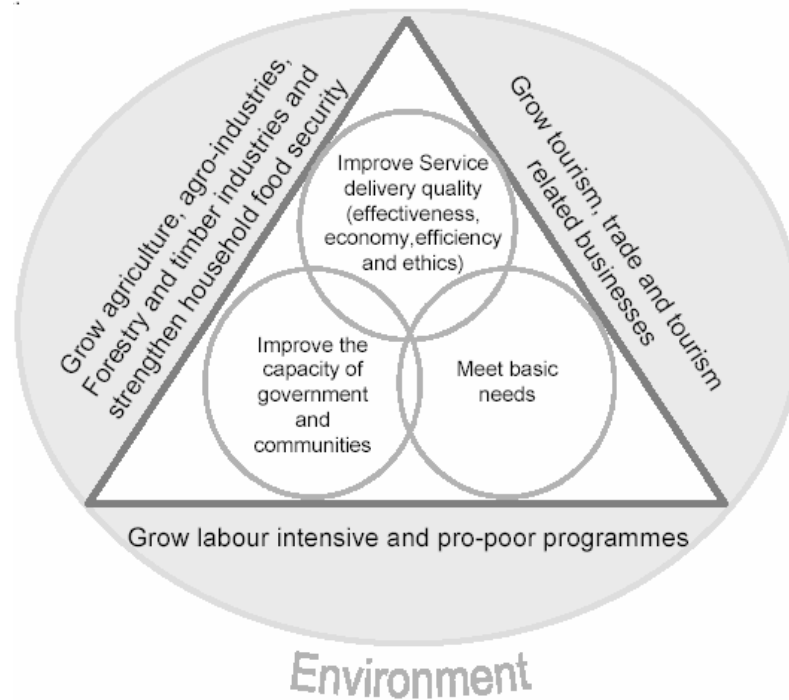 Grow agriculture, agro-industries,
Forestry and timber industries and
strengthen household food security
Grow tourism, trade and tourism
related businesses
Improve Service
delivery quality
(effectiveness,
economy,efficiency
and ethics)
Improve the
capacity of
government
and
communities
Meet basic
needs
Grow labour intensive and pro-poor programmes
Environment